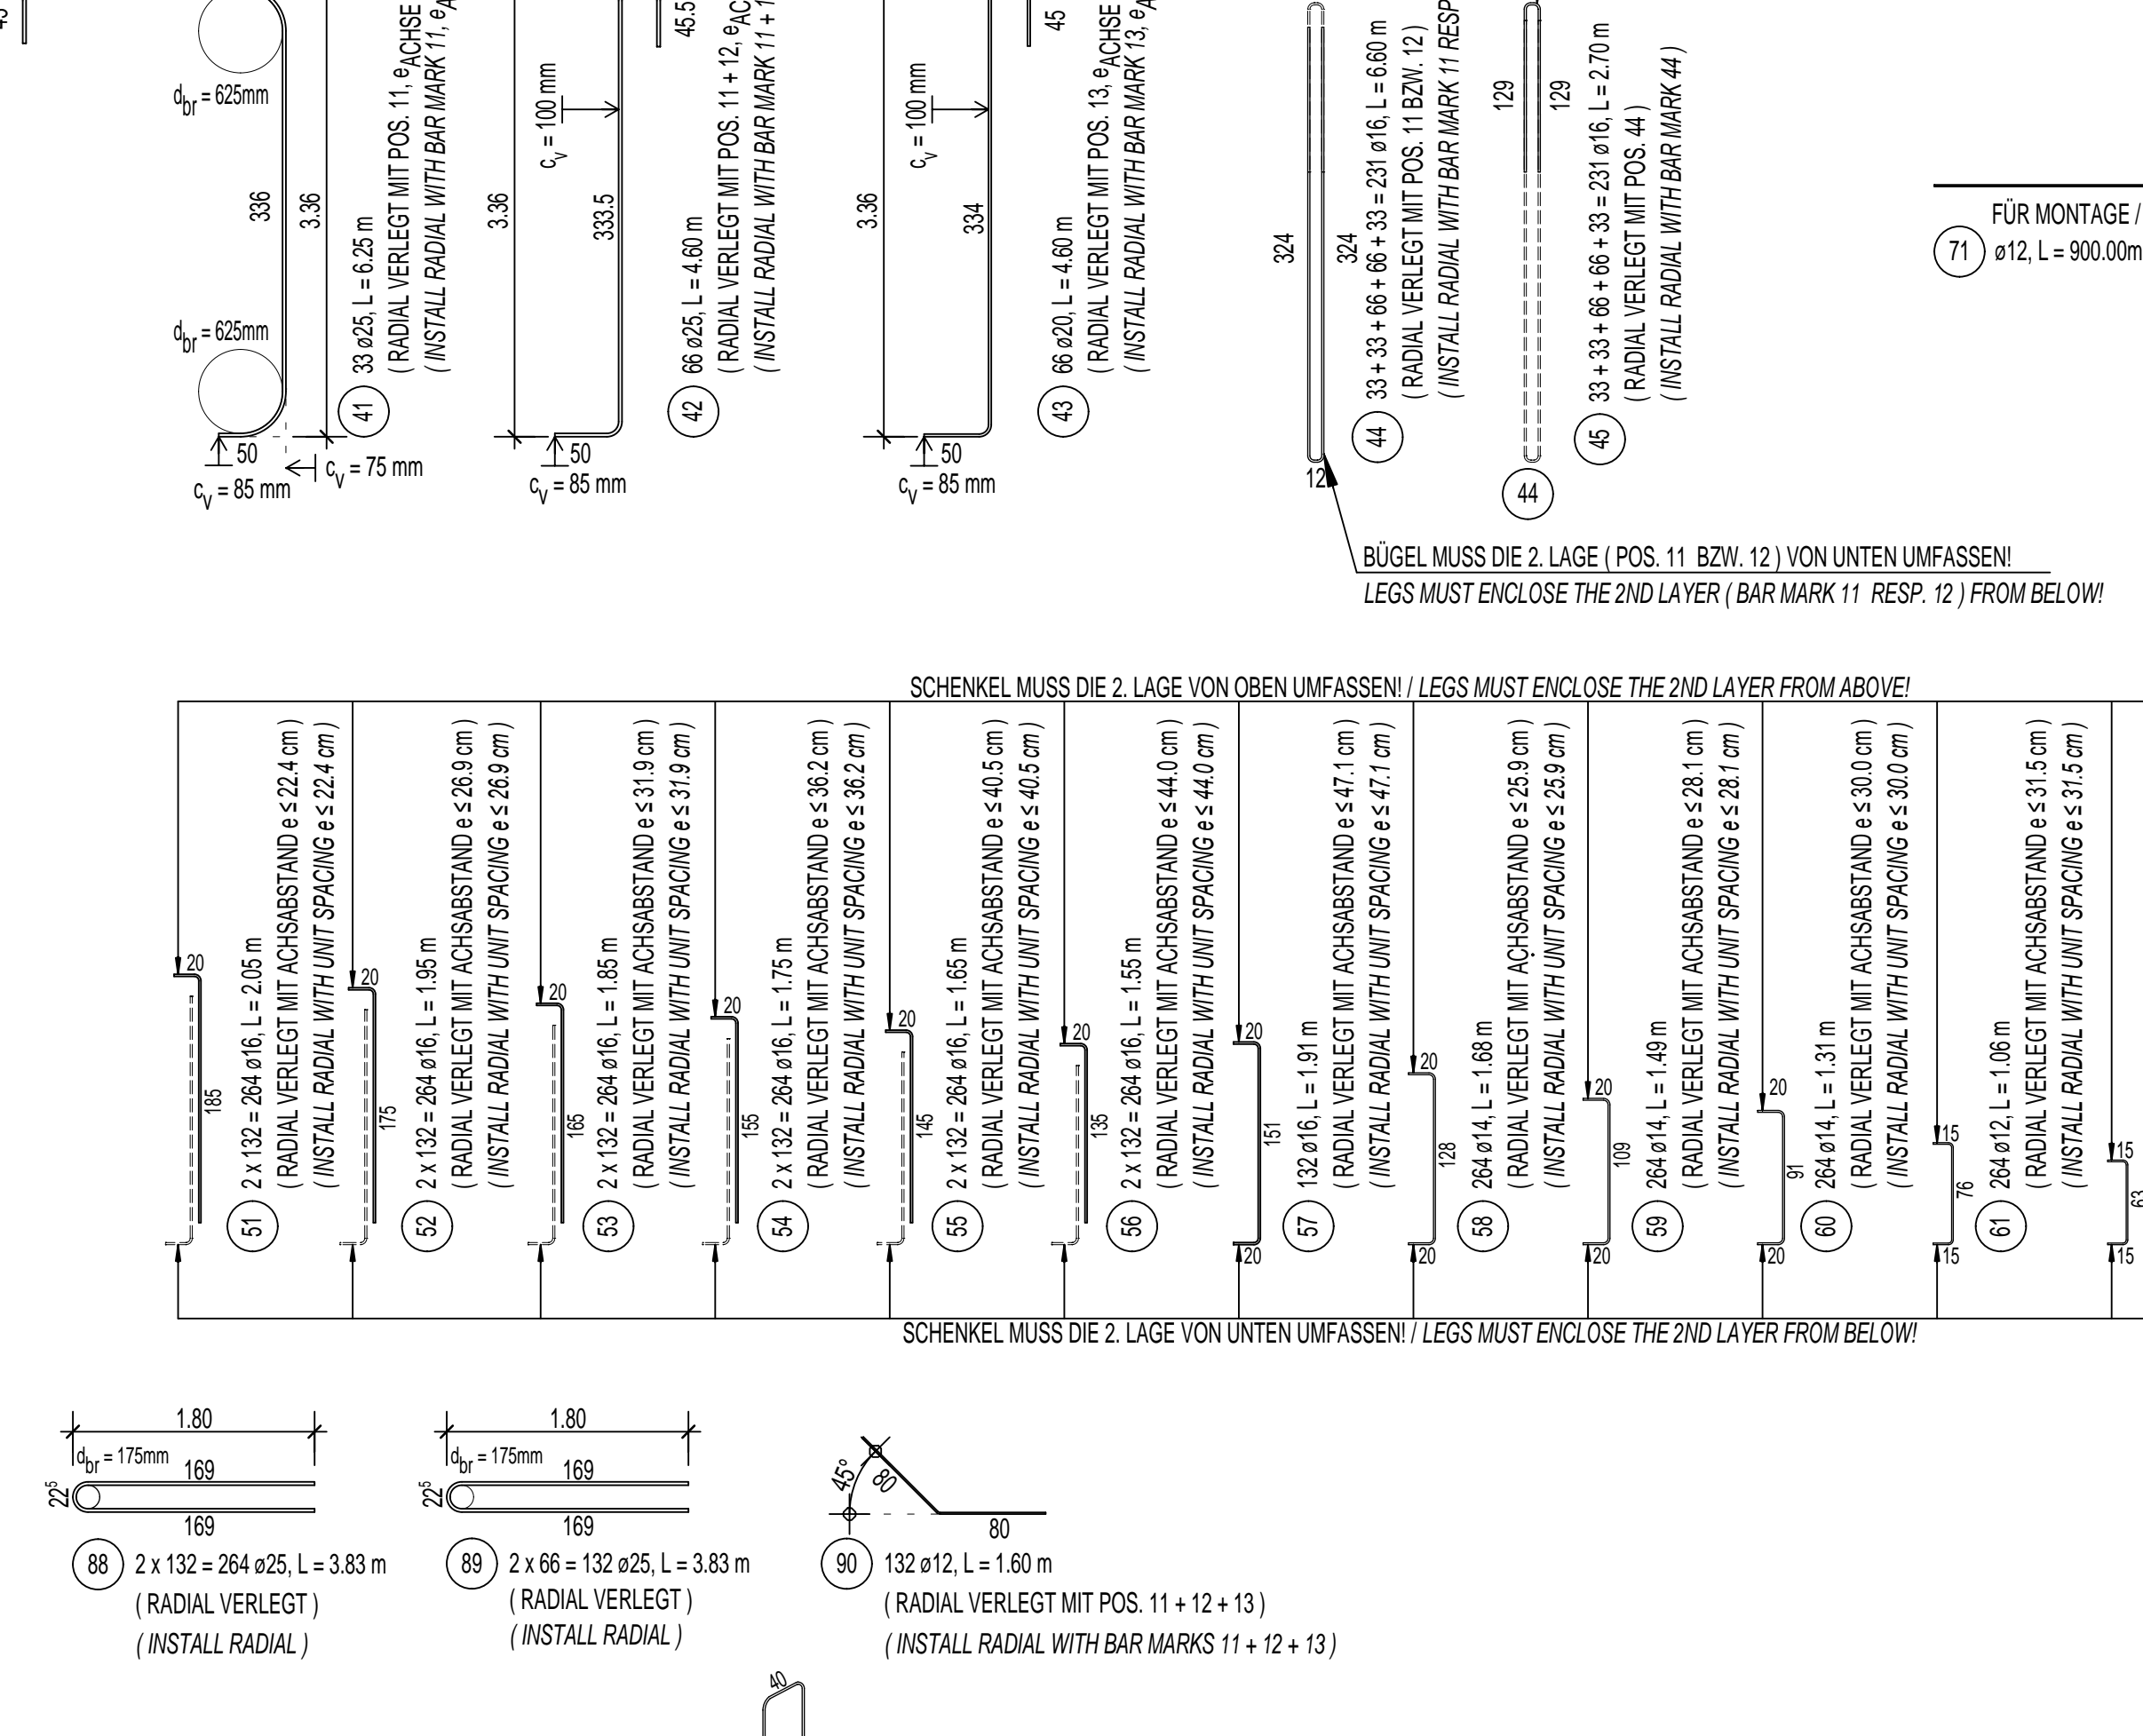 45
d_br = 625mm
336
3.36
d_br = 625mm
50
c_v = 75 mm
c_v = 85 mm
41
33 ø25, L = 6.25 m
( RADIAL VERLEGT MIT POS. 11, e_ACHSE
( INSTALL RADIAL WITH BAR MARK 11, e
45.5
c_v = 100 mm
3.36
333.5
50
c_v = 85 mm
42
66 ø25, L = 4.60 m
( RADIAL VERLEGT MIT POS. 11 + 12, e
( INSTALL RADIAL WITH BAR MARK 11 + 1
45
c_v = 100 mm
3.36
334
50
c_v = 85 mm
43
66 ø20, L = 4.60 m
( RADIAL VERLEGT MIT POS. 13, e_ACHSE
( INSTALL RADIAL WITH BAR MARK 13, e
324
324
12
44
33 + 33 + 66 + 66 + 33 = 231 ø16, L = 6.60 m
( RADIAL VERLEGT MIT POS. 11 BZW. 12 )
( INSTALL RADIAL WITH BAR MARK 11 RESP
129
129
44
45
33 + 33 + 66 + 66 + 33 = 231 ø16, L = 2.70 m
( RADIAL VERLEGT MIT POS. 44 )
( INSTALL RADIAL WITH BAR MARK 44 )
FÜR MONTAGE /
71 ø12, L = 900.00m
BÜGEL MUSS DIE 2. LAGE ( POS. 11 BZW. 12 ) VON UNTEN UMFASSEN!
LEGS MUST ENCLOSE THE 2ND LAYER ( BAR MARK 11 RESP. 12 ) FROM BELOW!
SCHENKEL MUSS DIE 2. LAGE VON OBEN UMFASSEN! / LEGS MUST ENCLOSE THE 2ND LAYER FROM ABOVE!
20
185
51
2 x 132 = 264 ø16, L = 2.05 m
( RADIAL VERLEGT MIT ACHSABSTAND e ≤ 22.4 cm )
( INSTALL RADIAL WITH UNIT SPACING e ≤ 22.4 cm )
20
175
52
2 x 132 = 264 ø16, L = 1.95 m
( RADIAL VERLEGT MIT ACHSABSTAND e ≤ 26.9 cm )
( INSTALL RADIAL WITH UNIT SPACING e ≤ 26.9 cm )
20
165
53
2 x 132 = 264 ø16, L = 1.85 m
( RADIAL VERLEGT MIT ACHSABSTAND e ≤ 31.9 cm )
( INSTALL RADIAL WITH UNIT SPACING e ≤ 31.9 cm )
20
155
54
2 x 132 = 264 ø16, L = 1.75 m
( RADIAL VERLEGT MIT ACHSABSTAND e ≤ 36.2 cm )
( INSTALL RADIAL WITH UNIT SPACING e ≤ 36.2 cm )
20
145
55
2 x 132 = 264 ø16, L = 1.65 m
( RADIAL VERLEGT MIT ACHSABSTAND e ≤ 40.5 cm )
( INSTALL RADIAL WITH UNIT SPACING e ≤ 40.5 cm )
20
135
56
2 x 132 = 264 ø16, L = 1.55 m
( RADIAL VERLEGT MIT ACHSABSTAND e ≤ 44.0 cm )
( INSTALL RADIAL WITH UNIT SPACING e ≤ 44.0 cm )
20
151
20
57
132 ø16, L = 1.91 m
( RADIAL VERLEGT MIT ACHSABSTAND e ≤ 47.1 cm )
( INSTALL RADIAL WITH UNIT SPACING e ≤ 47.1 cm )
20
128
20
58
264 ø14, L = 1.68 m
( RADIAL VERLEGT MIT ACHSABSTAND e ≤ 25.9 cm )
( INSTALL RADIAL WITH UNIT SPACING e ≤ 25.9 cm )
20
109
20
59
264 ø14, L = 1.49 m
( RADIAL VERLEGT MIT ACHSABSTAND e ≤ 28.1 cm )
( INSTALL RADIAL WITH UNIT SPACING e ≤ 28.1 cm )
20
91
20
60
264 ø14, L = 1.31 m
( RADIAL VERLEGT MIT ACHSABSTAND e ≤ 30.0 cm )
( INSTALL RADIAL WITH UNIT SPACING e ≤ 30.0 cm )
15
76
15
61
264 ø12, L = 1.06 m
( RADIAL VERLEGT MIT ACHSABSTAND e ≤ 31.5 cm )
( INSTALL RADIAL WITH UNIT SPACING e ≤ 31.5 cm )
15
63
15
SCHENKEL MUSS DIE 2. LAGE VON UNTEN UMFASSEN! / LEGS MUST ENCLOSE THE 2ND LAYER FROM BELOW!
1.80
d_br = 175mm
169
22⁵
169
88 2 x 132 = 264 ø25, L = 3.83 m
( RADIAL VERLEGT )
( INSTALL RADIAL )
1.80
d_br = 175mm
169
22⁵
169
89 2 x 66 = 132 ø25, L = 3.83 m
( RADIAL VERLEGT )
( INSTALL RADIAL )
45°
80
80
90 132 ø12, L = 1.60 m
( RADIAL VERLEGT MIT POS. 11 + 12 + 13 )
( INSTALL RADIAL WITH BAR MARKS 11 + 12 + 13 )
40